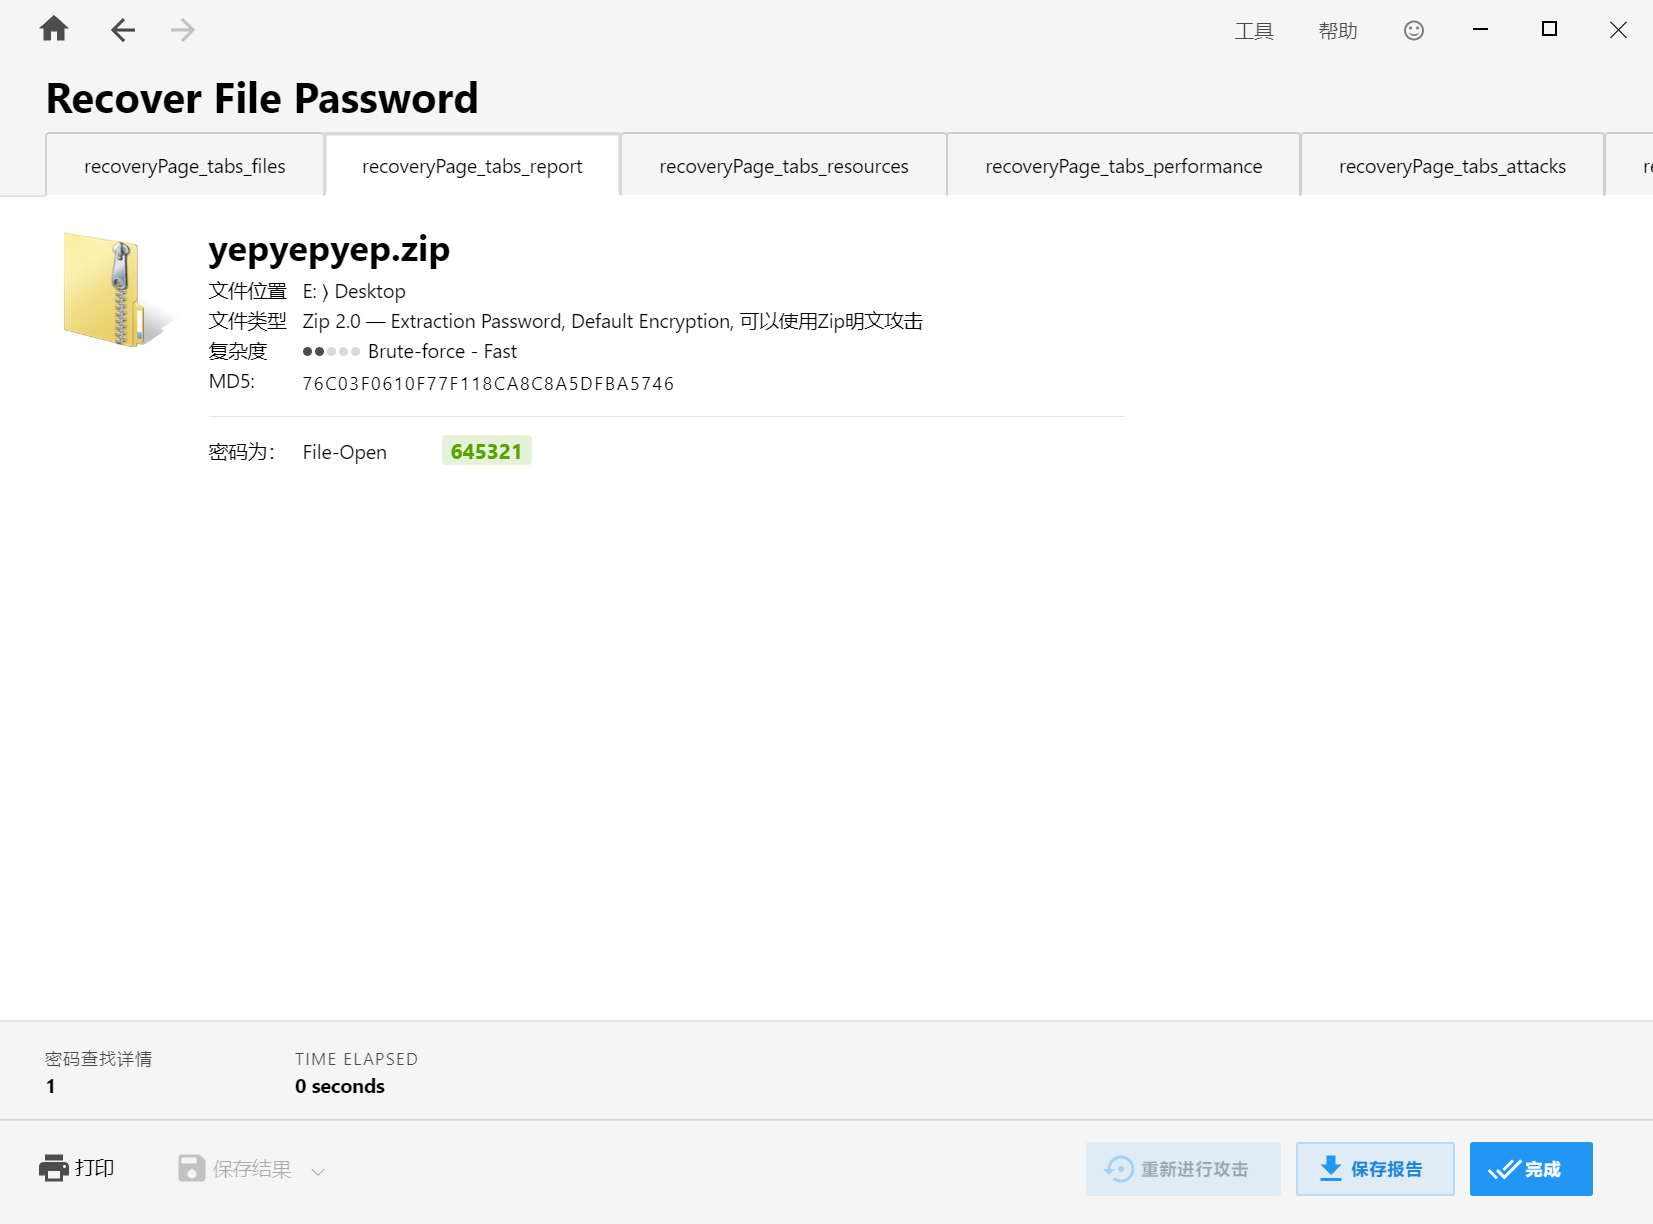 工具 帮助
Recover File Password
recoveryPage_tabs_files recoveryPage_tabs_report recoveryPage_tabs_resources recoveryPage_tabs_performance recoveryPage_tabs_attacks
yepyepyep.zip
文件位置 E: ⟩ Desktop
文件类型 Zip 2.0 — Extraction Password, Default Encryption, 可以使用Zip明文攻击
复杂度 Brute-force - Fast
MD5: 76C03F0610F77F118CA8C8A5DFBA5746
密码为： File-Open 645321
密码查找详情 TIME ELAPSED
1 0 seconds
打印 保存结果 重新进行攻击 保存报告 完成